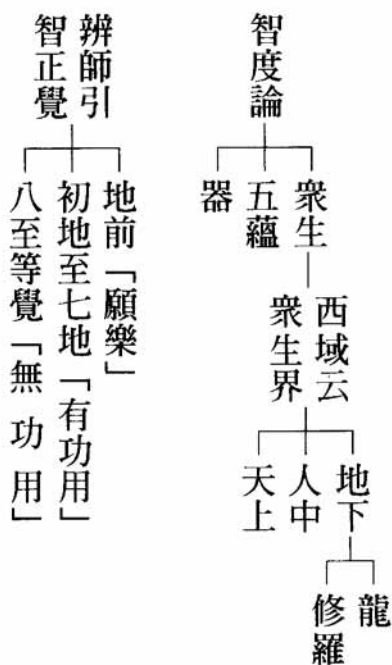 智度論
衆生
西域云
衆生界
地下
龍
修羅
人中
天上
五蘊
器
辨師引
智正覺
地前「願樂」
初地至七地「有功用」
八至等覺「無功用」